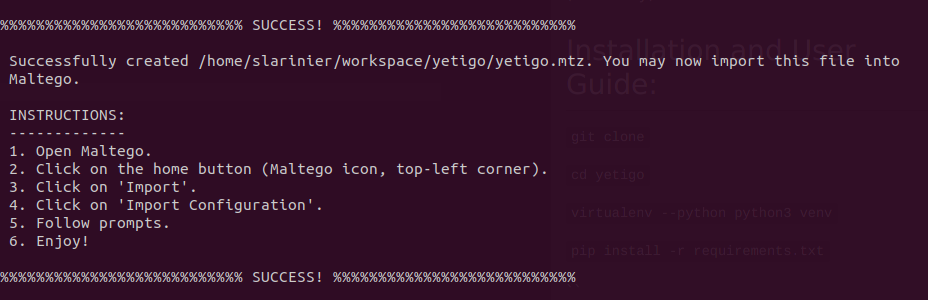 %%%%%%%%%%%%%%%%%%%%%%%%%%% SUCCESS! %%%%%%%%%%%%%%%%%%%%%%%%%%%
Successfully created /home/slarinier/workspace/yetigo/yetigo.mtz. You may now import this file into
Maltego.
INSTRUCTIONS:
-------------
1. Open Maltego.
2. Click on the home button (Maltego icon, top-left corner).
3. Click on 'Import'.
4. Click on 'Import Configuration'.
5. Follow prompts.
6. Enjoy!
%%%%%%%%%%%%%%%%%%%%%%%%%%% SUCCESS! %%%%%%%%%%%%%%%%%%%%%%%%%%%
Installation and User
Guide:
git clone
cd yetigo
virtualenv --python python3 venv
pip install -r requirements.txt